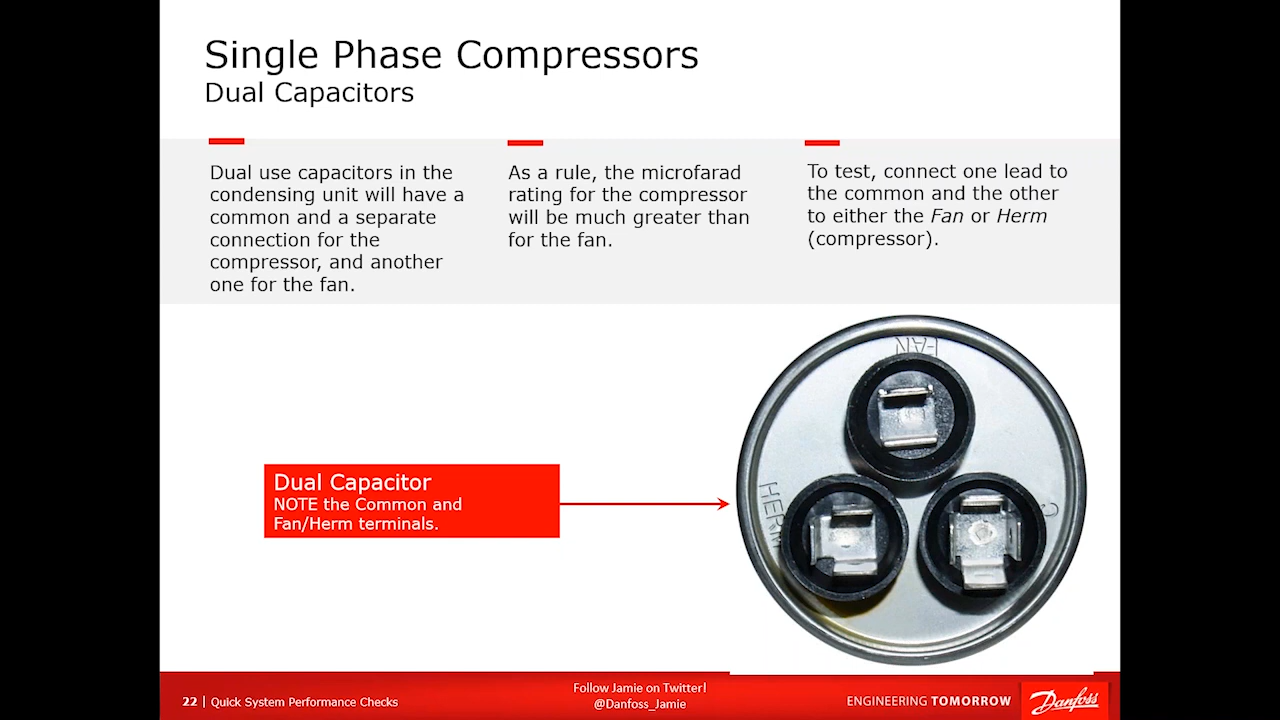 Single Phase Compressors
Dual Capacitors
Dual use capacitors in the
condensing unit will have a
common and a separate
connection for the
compressor, and another
one for the fan.
As a rule, the microfarad
rating for the compressor
will be much greater than
for the fan.
To test, connect one lead to
the common and the other
to either the Fan or Herm
(compressor).
FAN
HERM
C
Dual Capacitor
NOTE the Common and
Fan/Herm terminals.
22 | Quick System Performance Checks
Follow Jamie on Twitter!
@Danfoss_Jamie
ENGINEERING TOMORROW
Danfoss